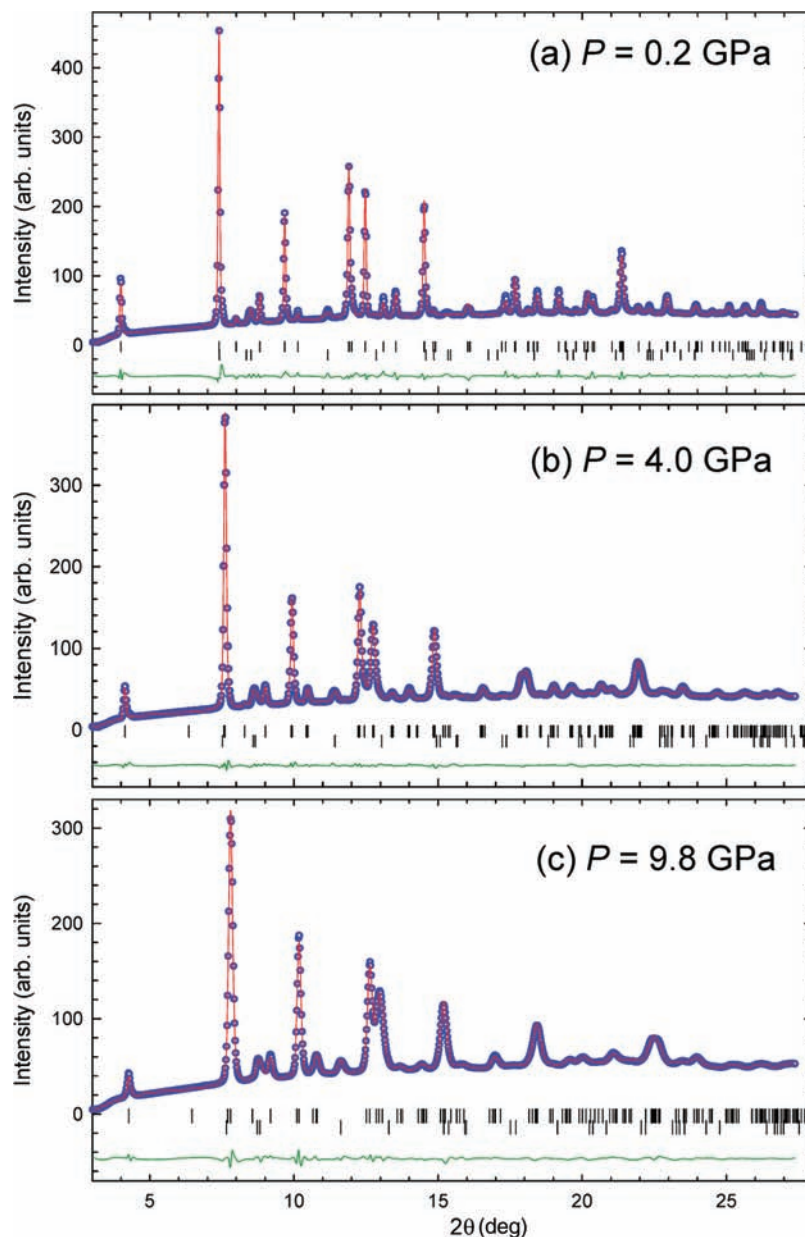 (a) P = 0.2 GPa
400
300
200
100
0
Intensity (arb. units)
(b) P = 4.0 GPa
300
200
100
0
Intensity (arb. units)
(c) P = 9.8 GPa
300
200
100
0
Intensity (arb. units)
5 10 15 20 25
2θ (deg)